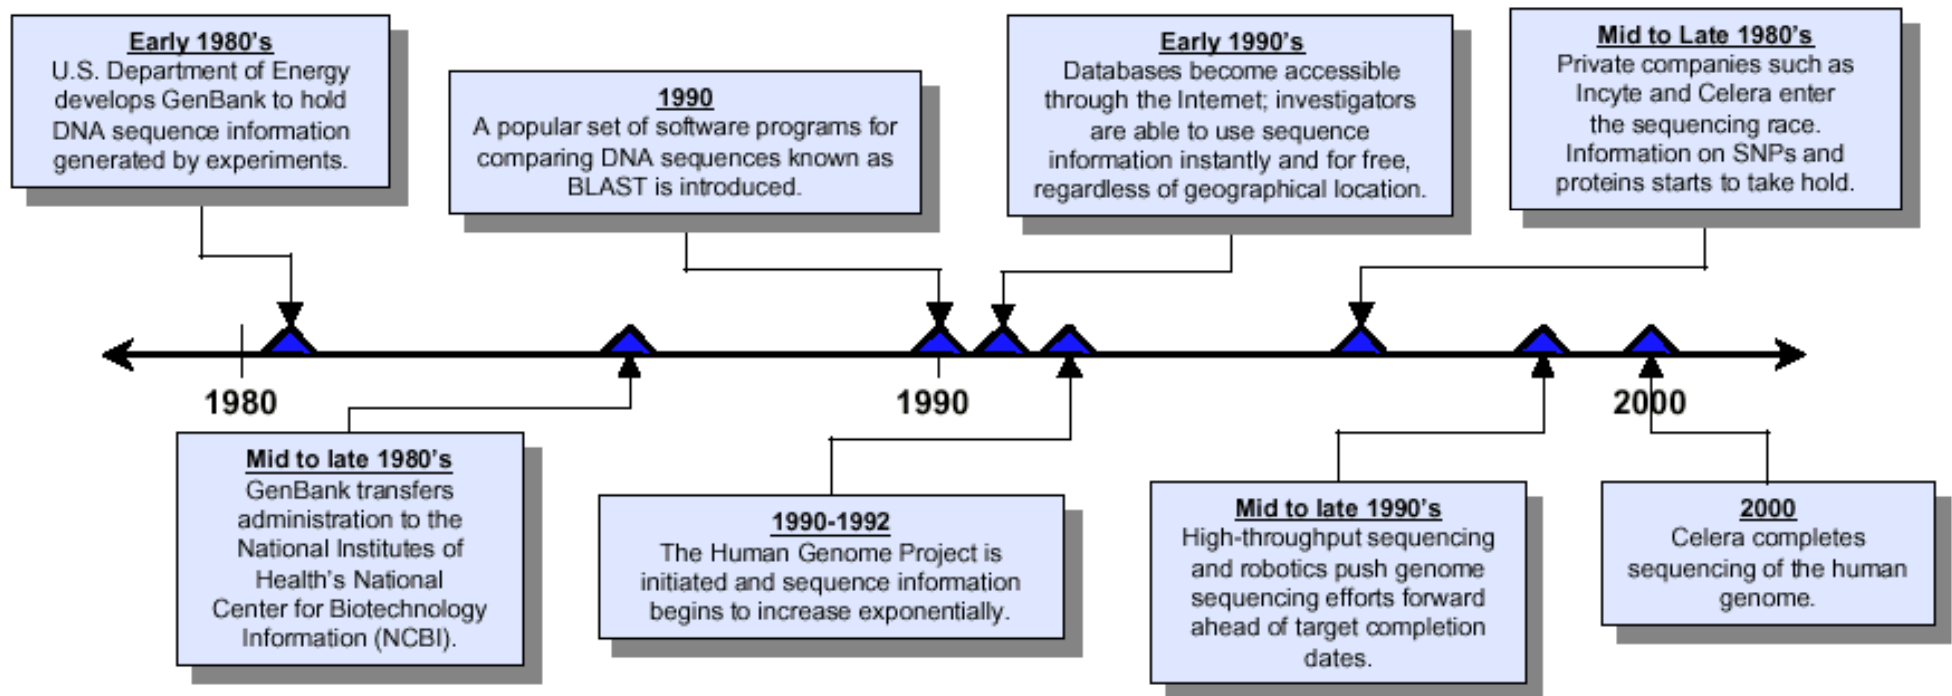 Early 1980's
U.S. Department of Energy
develops GenBank to hold
DNA sequence information
generated by experiments.
1990
A popular set of software programs for
comparing DNA sequences known as
BLAST is introduced.
Early 1990's
Databases become accessible
through the Internet; investigators
are able to use sequence
information instantly and for free,
regardless of geographical location.
Mid to Late 1980's
Private companies such as
Incyte and Celera enter
the sequencing race.
Information on SNPs and
proteins starts to take hold.
1980
1990
2000
Mid to late 1980's
GenBank transfers
administration to the
National Institutes of
Health's National
Center for Biotechnology
Information (NCBI).
1990-1992
The Human Genome Project is
initiated and sequence information
begins to increase exponentially.
Mid to late 1990's
High-throughput sequencing
and robotics push genome
sequencing efforts forward
ahead of target completion
dates.
2000
Celera completes
sequencing of the human
genome.